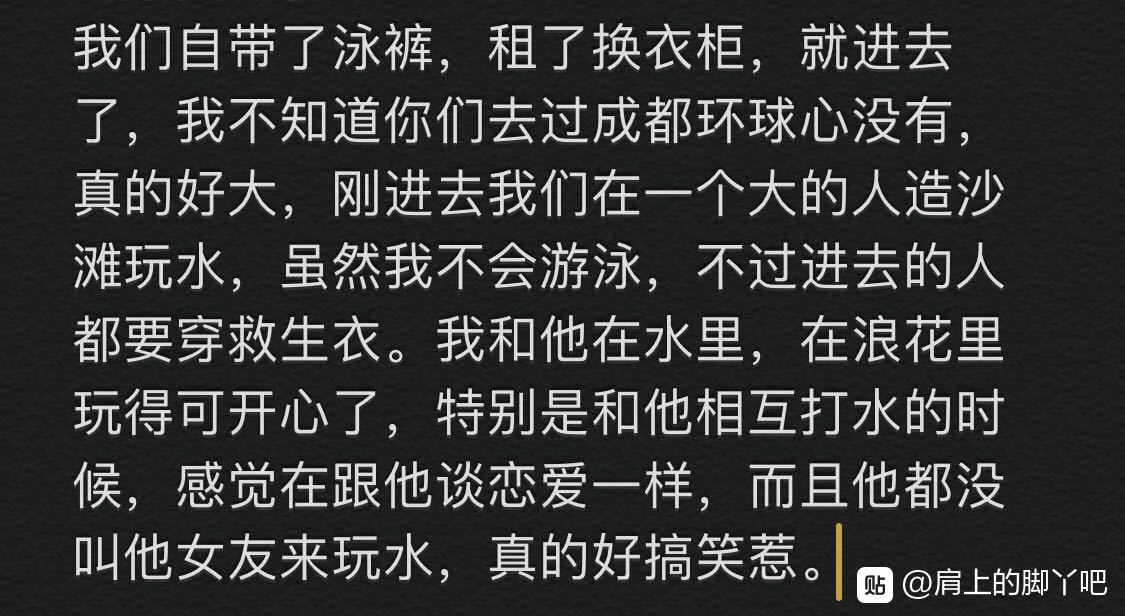 我们自带了泳裤，租了换衣柜，就进去
了，我不知道你们去过成都环球心没有，
真的好大，刚进去我们在一个大的人造沙
滩玩水，虽然我不会游泳，不过进去的人
都要穿救生衣。我和他在水里，在浪花里
玩得可开心了，特别是和他相互打水的时
候，感觉在跟他谈恋爱一样，而且他都没
叫他女友来玩水，真的好搞笑惹。
贴 @肩上的脚丫吧